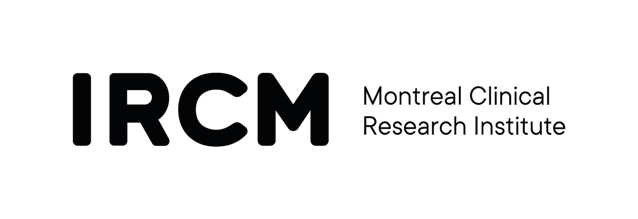 IRCM
Montreal Clinical
Research Institute